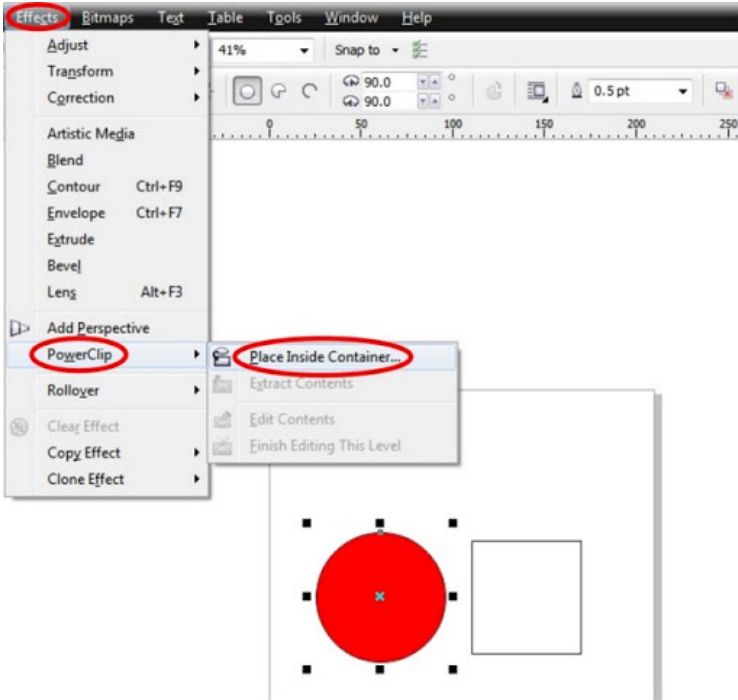 Effects Bitmaps Text Table Tools Window Help
Adjust
41% Snap to
Transform
90.0
90.0
0.5 pt
Correction
0 50 100 150 200 250
Artistic Media
Blend
Contour Ctrl+F9
Envelope Ctrl+F7
Extrude
Bevel
Lens Alt+F3
Add Perspective
PowerClip
Place Inside Container...
Extract Contents
Rollover
Edit Contents
Clear Effect
Finish Editing This Level
Copy Effect
Clone Effect